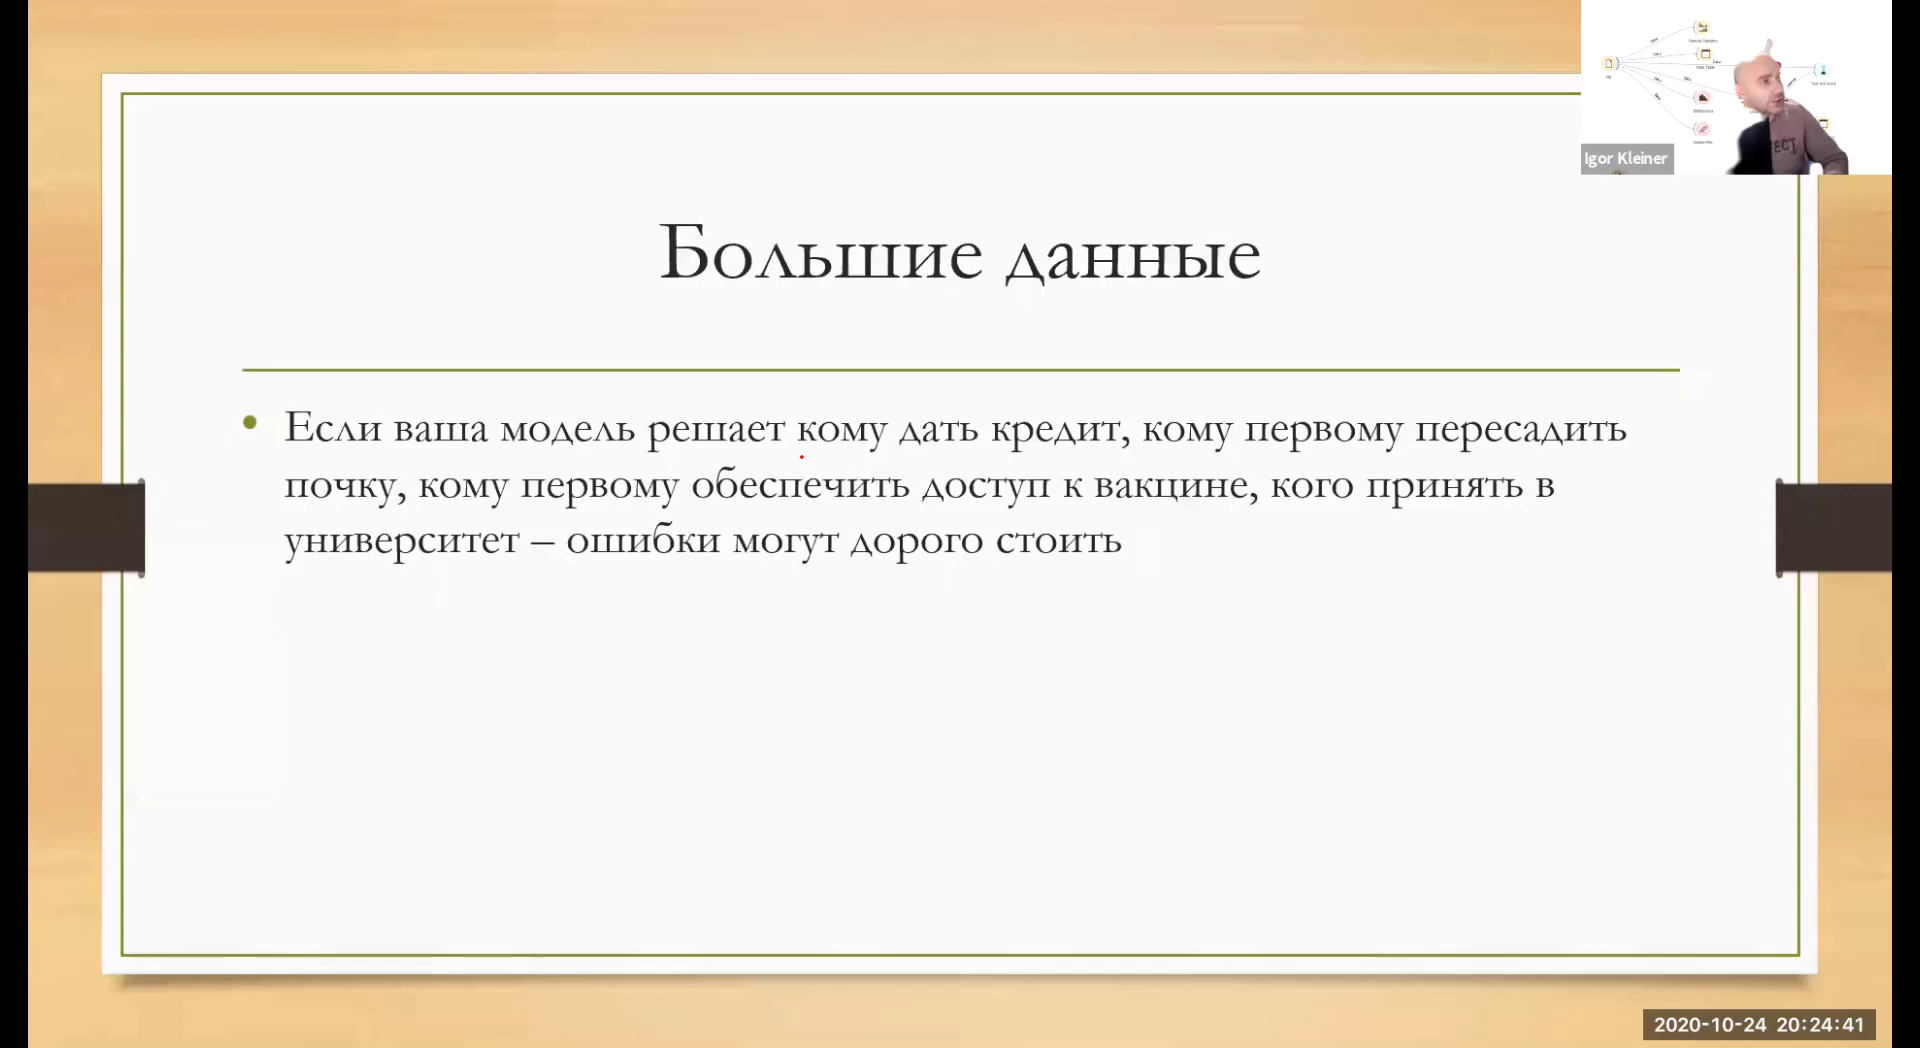 Igor Kleiner
Большие данные
• Если ваша модель решает кому дать кредит, кому первому пересадить
почку, кому первому обеспечить доступ к вакцине, кого принять в
университет – ошибки могут дорого стоить
2020-10-24 20:24:41